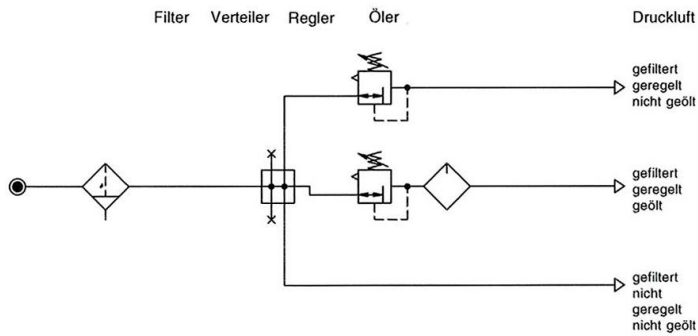 Filter Verteiler Regler Öler Druckluft
gefiltert
geregelt
nicht geölt
gefiltert
geregelt
geölt
gefiltert
nicht
geregelt
nicht geölt